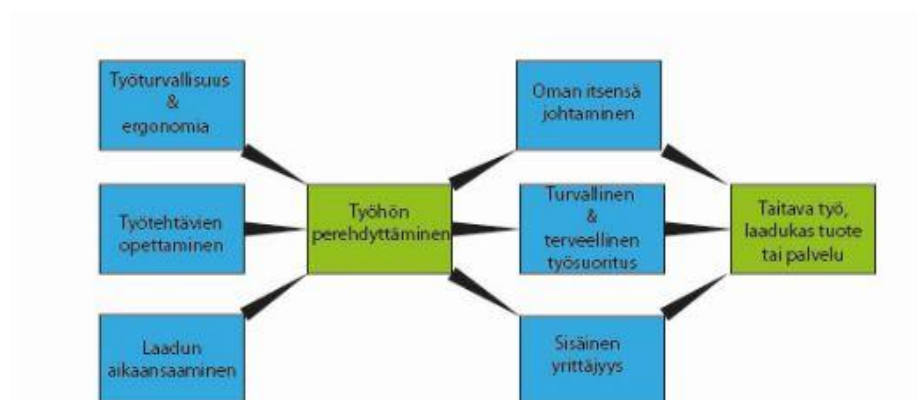 Työturvallisuus
&
ergonomia
Työtehtävien
opettaminen
Laadun
aikaansaaminen
Työhön
perehdyttäminen
Oman itsensä
johtaminen
Turvallinen
&
terveellinen
työsuoritus
Sisäinen
yrittäjyys
Taitava työ,
laadukas tuote
tai palvelu